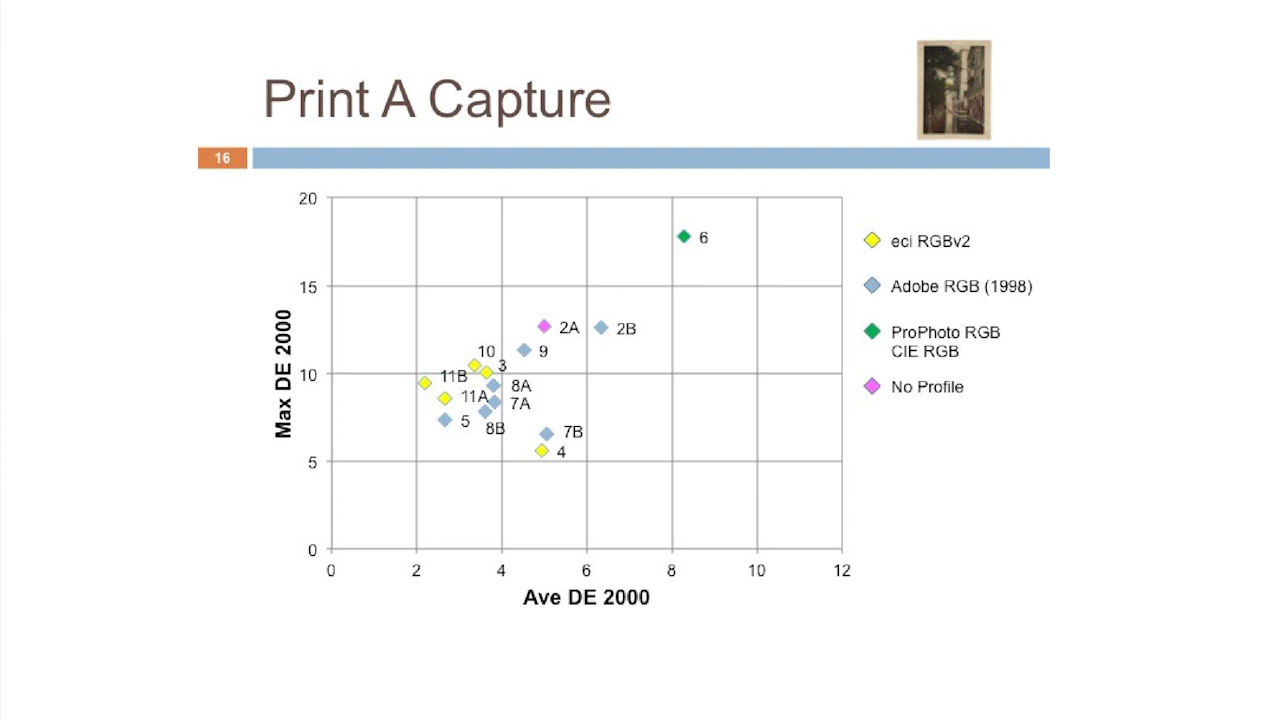 Print A Capture
16
20
15
10
5
0
Max DE 2000
6
2A
2B
9
10
3
11B
8A
11A
7A
5
8B
7B
4
0 2 4 6 8 10 12
Ave DE 2000
eci RGBv2
Adobe RGB (1998)
ProPhoto RGB
CIE RGB
No Profile